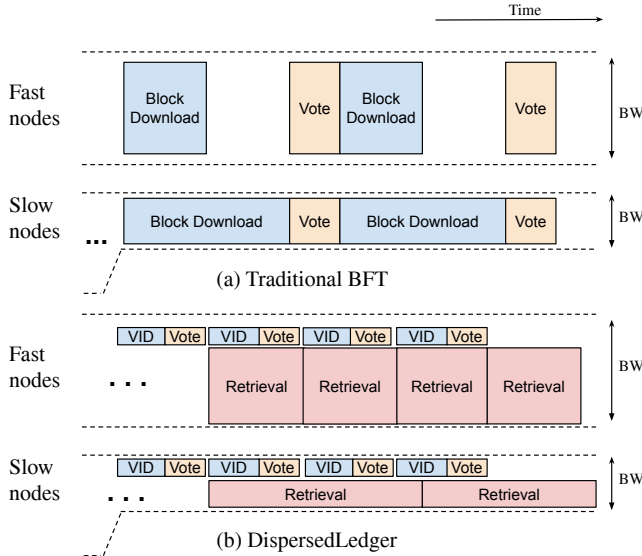 Time
Fast
nodes
Block
Download
Vote
Block
Download
Vote
BW
Slow
nodes
...
Block Download
Vote
Block Download
Vote
BW
(a) Traditional BFT
Fast
nodes
VID
Vote
VID
Vote
VID
Vote
VID
Vote
. . .
Retrieval
Retrieval
Retrieval
Retrieval
BW
Slow
nodes
VID
Vote
VID
Vote
VID
Vote
VID
Vote
. . .
Retrieval
Retrieval
BW
(b) DispersedLedger